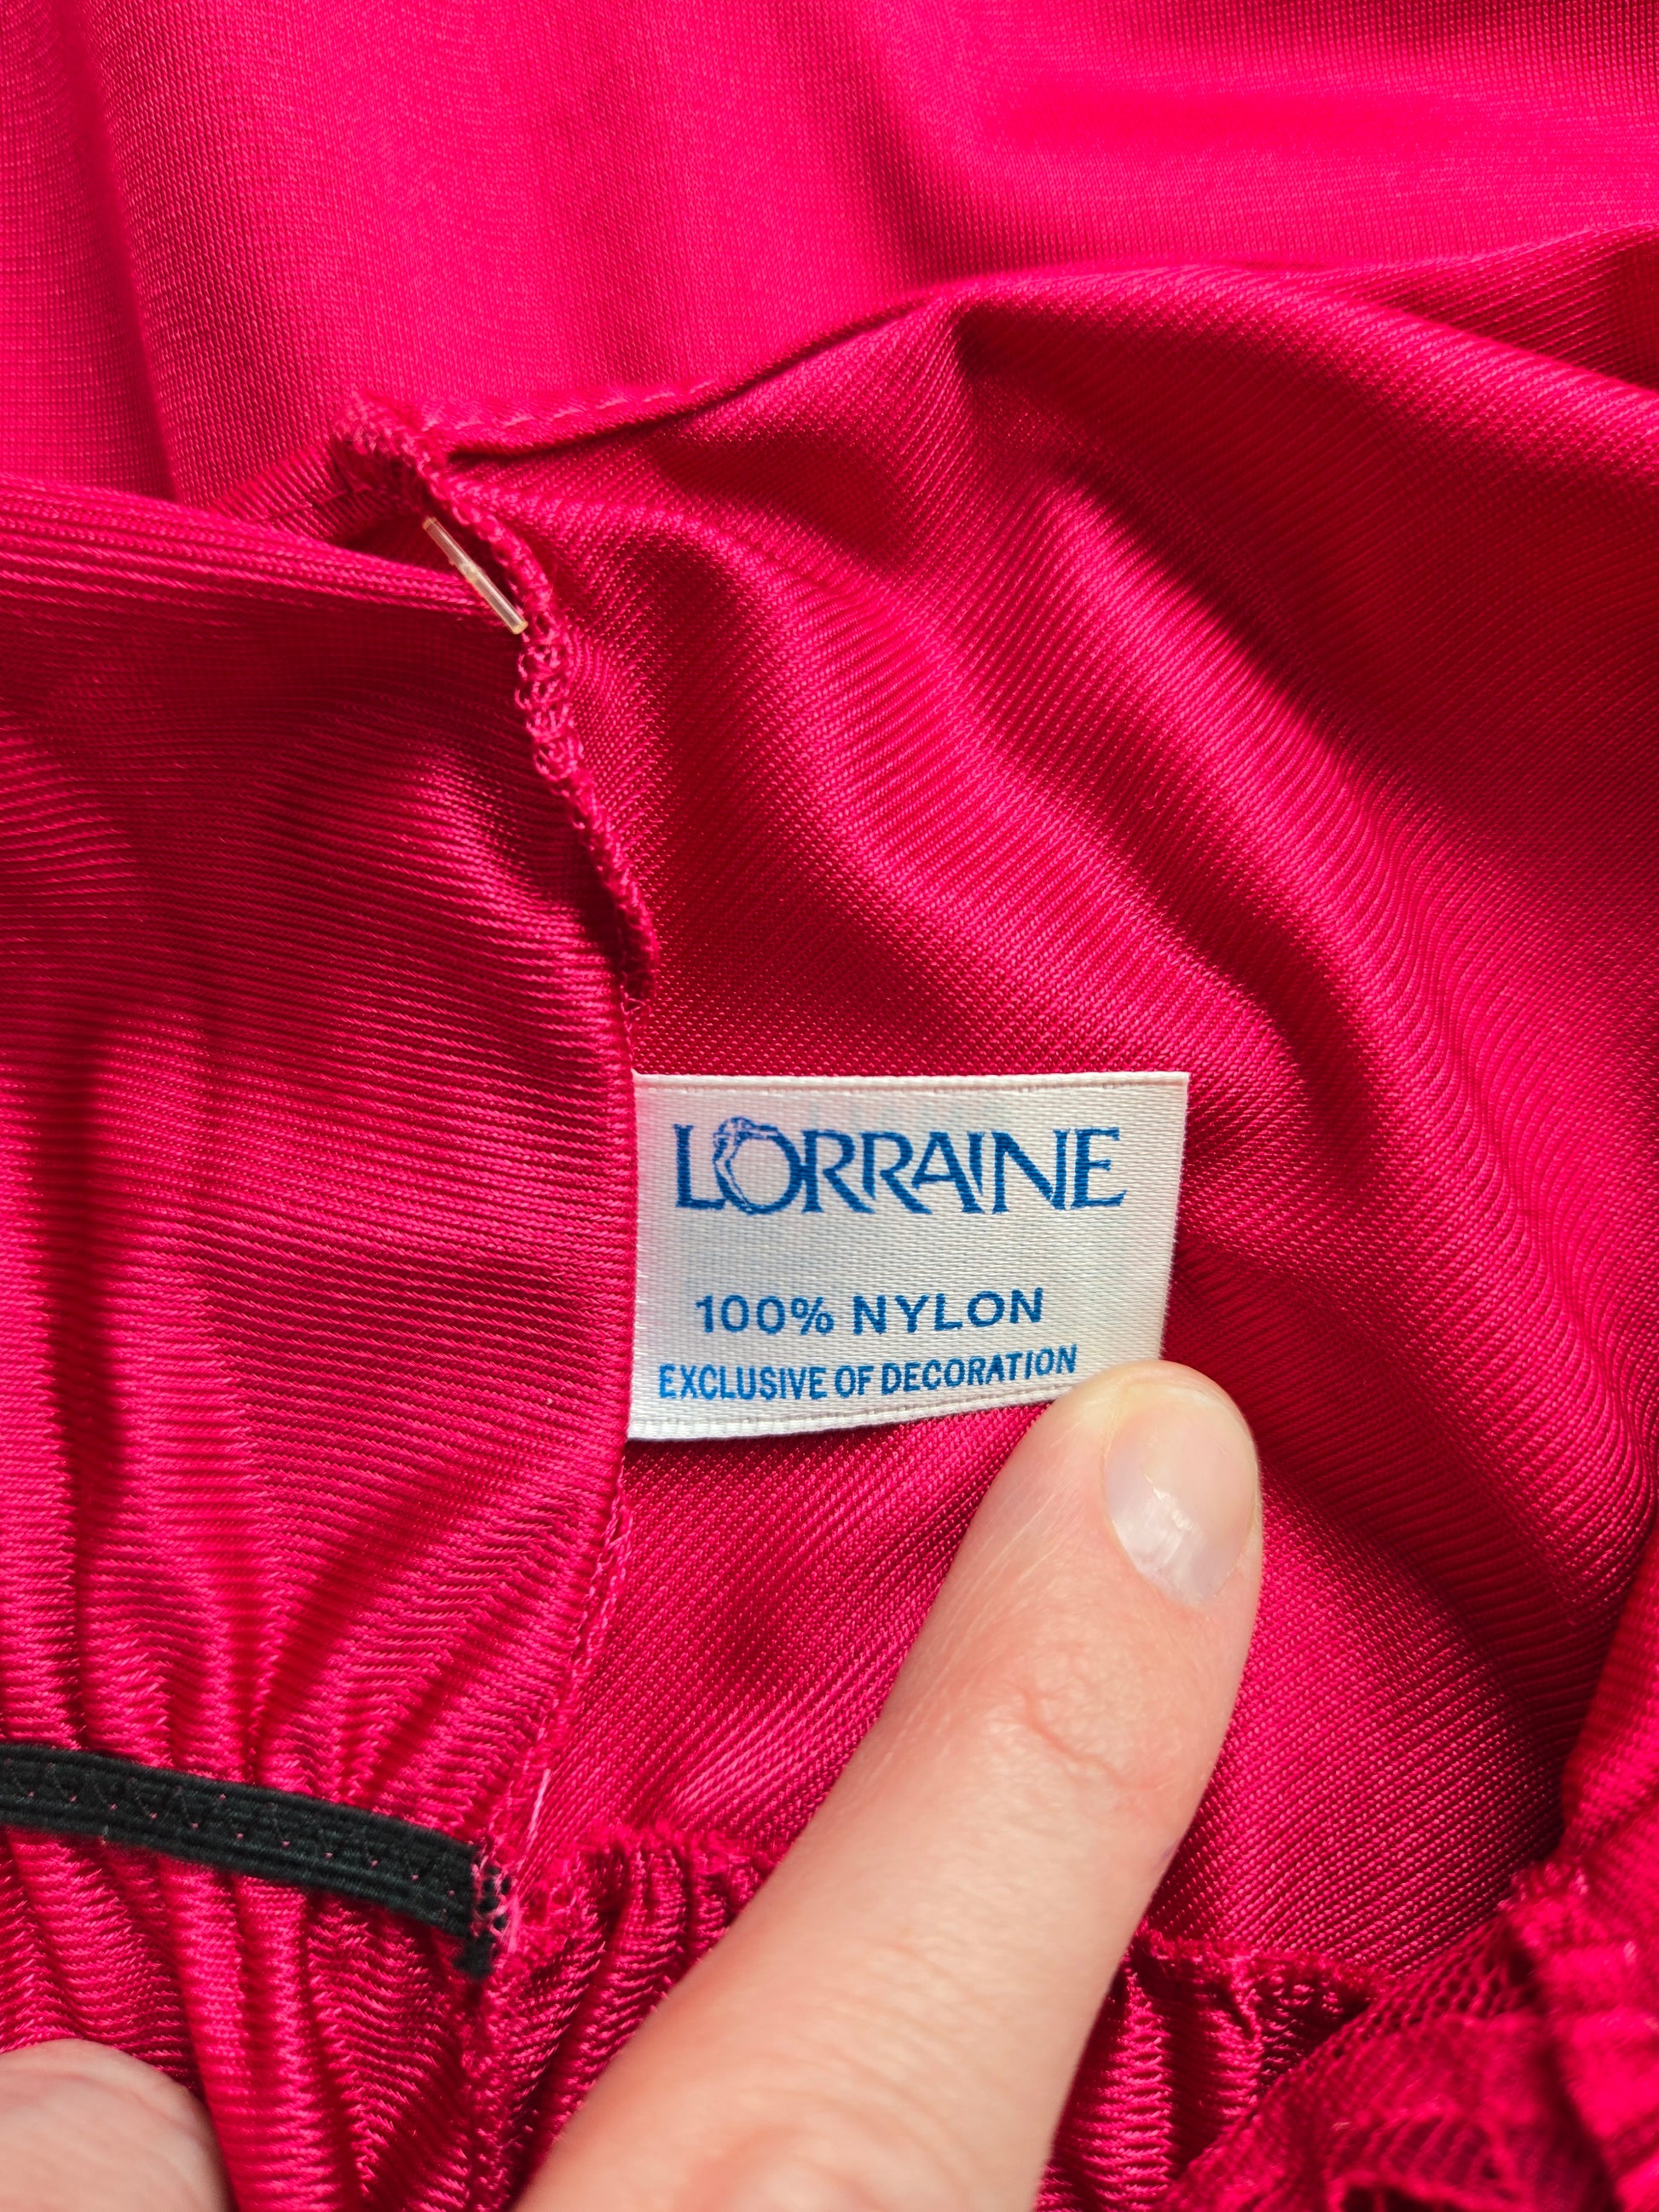 LORRAINE
100% NYLON
EXCLUSIVE OF DECORATION